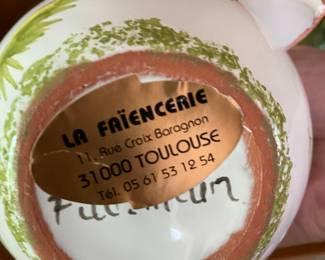 LA FAÏENCERIE
11, Rue Croix Baragnon
31000 TOULOUSE
Tél. 05 61 53 12 54